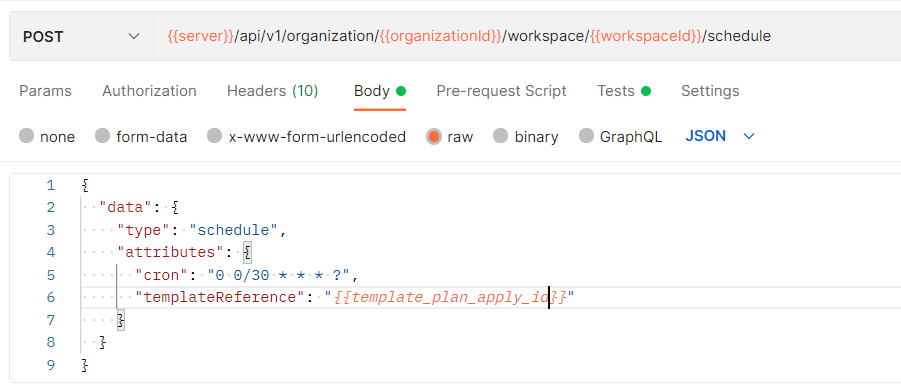 POST {{server}}/api/v1/organization/{{organizationId}}/workspace/{{workspaceId}}/schedule
Params Authorization Headers (10) Body Pre-request Script Tests Settings
none form-data x-www-form-urlencoded raw binary GraphQL JSON
1 {
2 "data": {
3 "type": "schedule",
4 "attributes": {
5 "cron": "0 0/30 * * * ?",
6 "templateReference": "{{template_plan_apply_id}}"
7 }
8 }
9 }